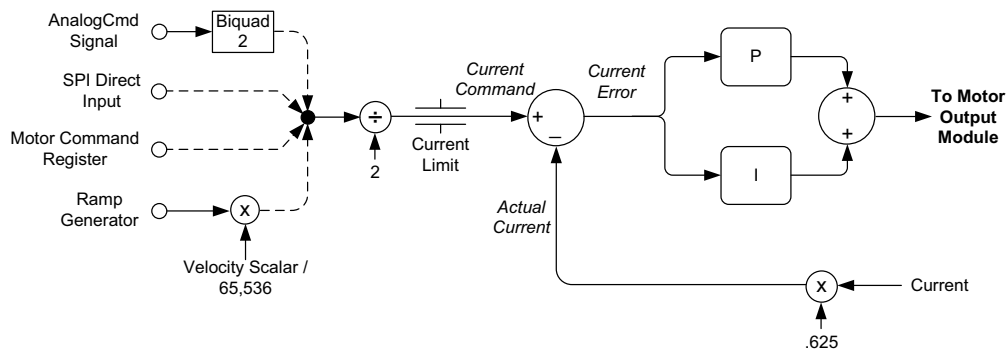 AnalogCmd
Signal
Biquad
2
SPI Direct
Input
Motor Command
Register
Ramp
Generator
x
Velocity Scalar /
65,536
÷
2
Current
Limit
Current
Command
+
–
Actual
Current
Current
Error
P
I
+
+
To Motor
Output
Module
x
Current
.625